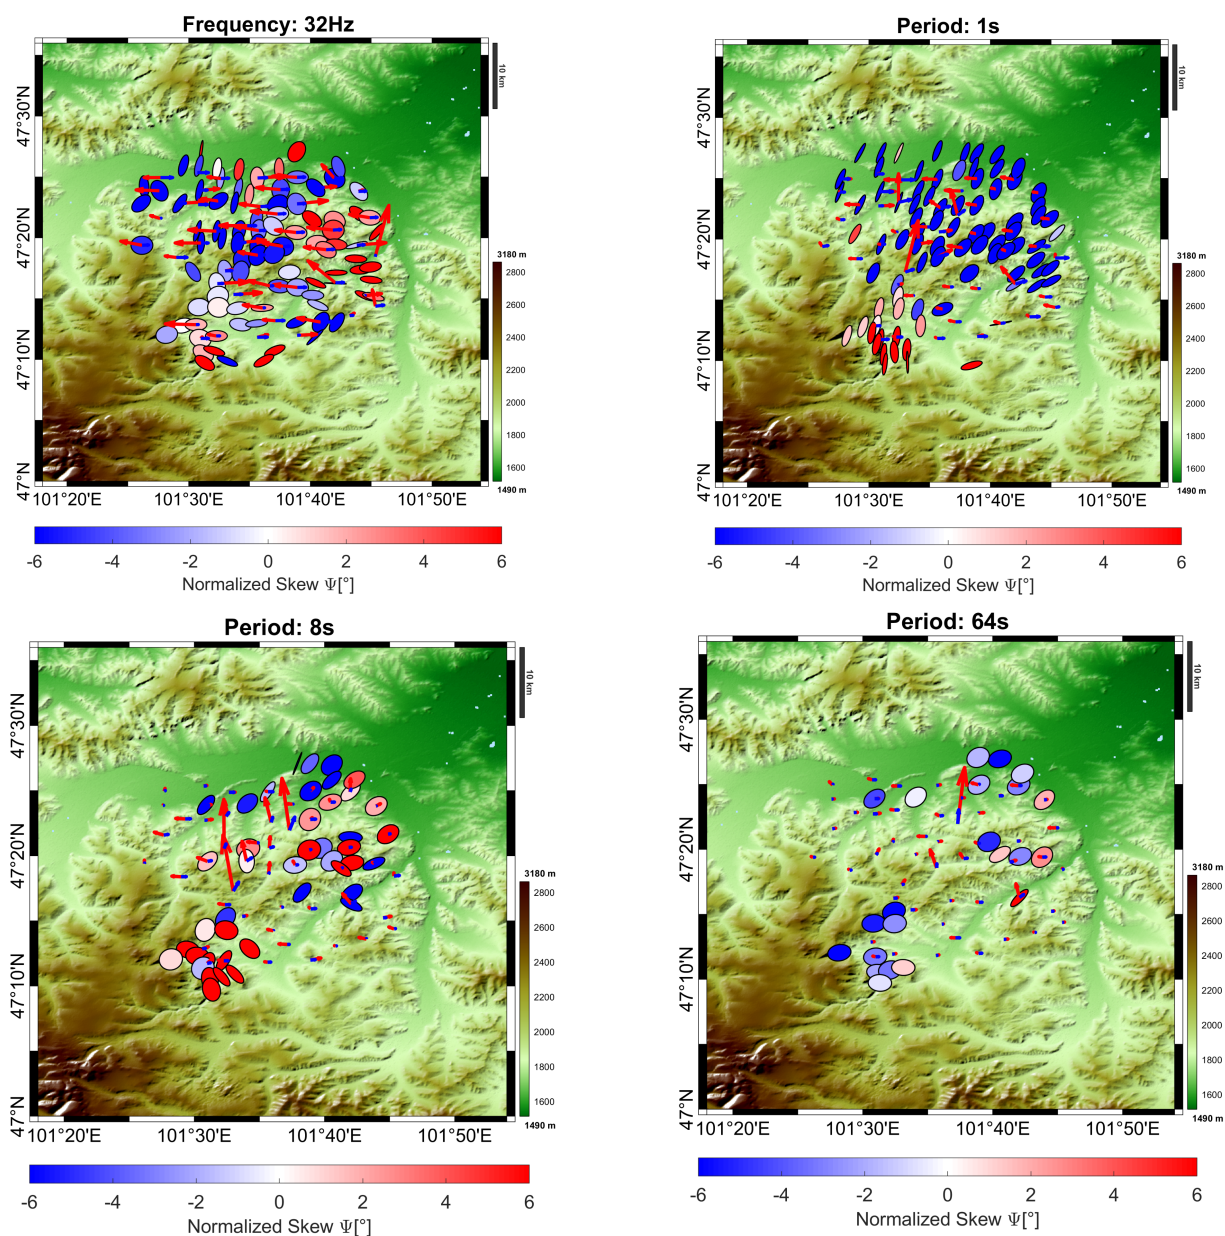 Frequency: 32Hz
10 km
47°30'N
47°20'N
47°10'N
47°N
101°20'E 101°30'E 101°40'E 101°50'E
3180 m
2800
2600
2400
2200
2000
1800
1600
1490 m
-6 -4 -2 0 2 4 6
Normalized Skew Ψ[°]
Period: 1s
10 km
47°30'N
47°20'N
47°10'N
47°N
101°20'E 101°30'E 101°40'E 101°50'E
3180 m
2800
2600
2400
2200
2000
1800
1600
1490 m
-6 -4 -2 0 2 4 6
Normalized Skew Ψ[°]
Period: 8s
10 km
47°30'N
47°20'N
47°10'N
47°N
101°20'E 101°30'E 101°40'E 101°50'E
3180 m
2800
2600
2400
2200
2000
1800
1600
1490 m
-6 -4 -2 0 2 4 6
Normalized Skew Ψ[°]
Period: 64s
10 km
47°30'N
47°20'N
47°10'N
47°N
101°20'E 101°30'E 101°40'E 101°50'E
3180 m
2800
2600
2400
2200
2000
1800
1600
1490 m
-6 -4 -2 0 2 4 6
Normalized Skew Ψ[°]